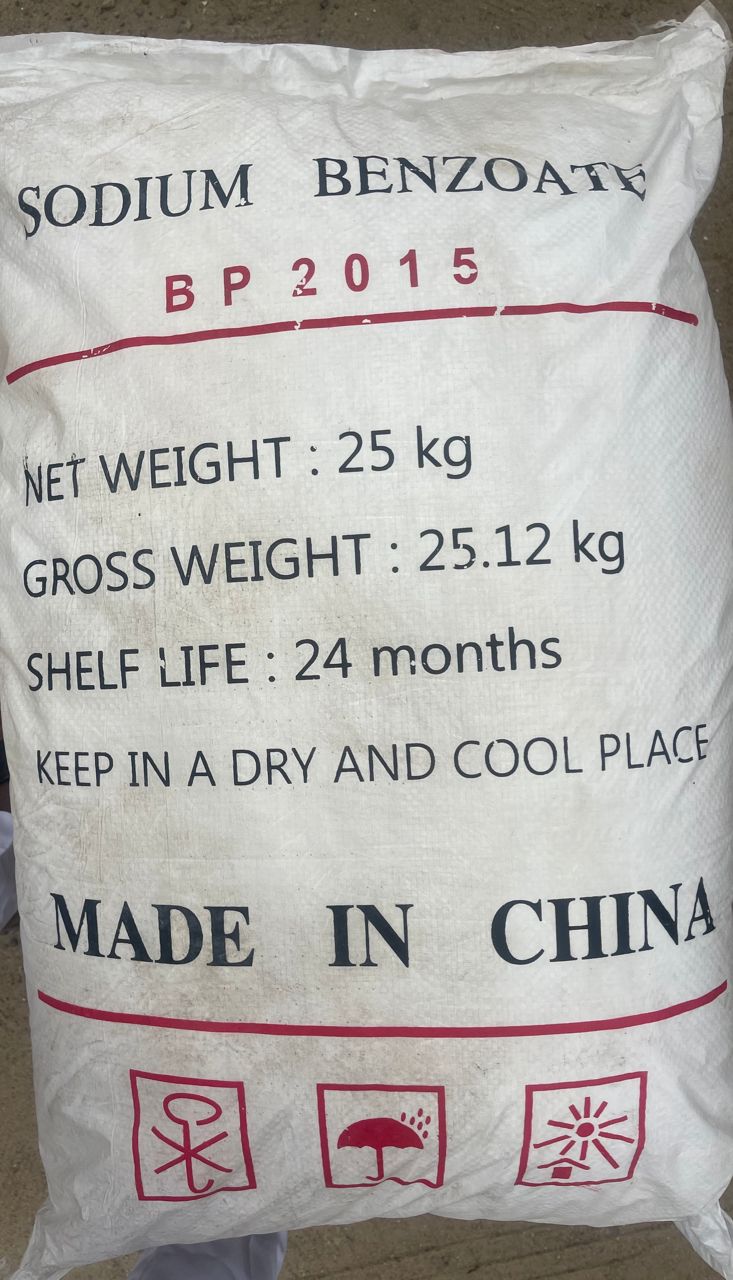 SODIUM BENZOATE
BP 2015
NET WEIGHT : 25 kg
GROSS WEIGHT : 25.12 kg
SHELF LIFE : 24 months
KEEP IN A DRY AND COOL PLACE
MADE IN CHINA